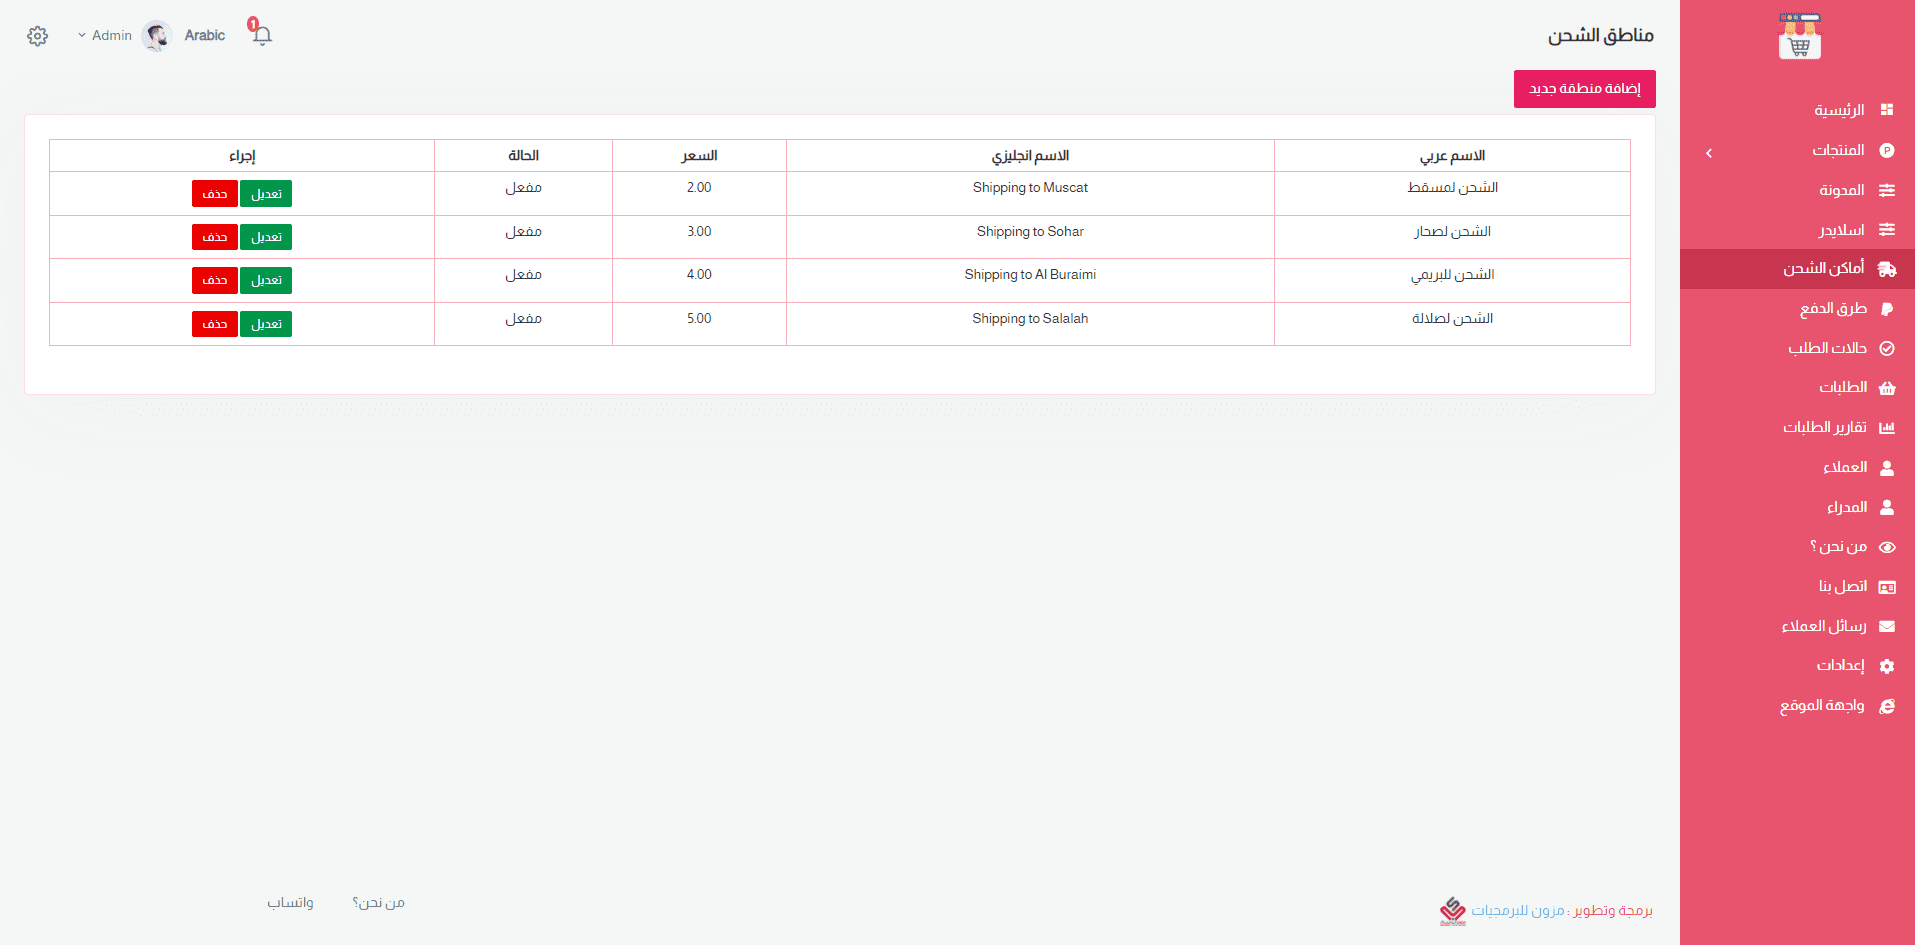 مناطق الشحن
1
Arabic
Admin
إضافة منطقة جديد
الاسم عربي	الاسم انجليزي	السعر	الحالة	إجراء
الشحن لمسقط	Shipping to Muscat	2.00	مفعل	تعديل	حذف
الشحن لصحار	Shipping to Sohar	3.00	مفعل	تعديل	حذف
الشحن للبريمي	Shipping to Al Buraimi	4.00	مفعل	تعديل	حذف
الشحن لصلالة	Shipping to Salalah	5.00	مفعل	تعديل	حذف
الرئيسية
المنتجات
المدونة
اسلايدر
أماكن الشحن
طرق الدفع
حالات الطلب
الطلبات
تقارير الطلبات
العملاء
المدراء
من نحن ؟
اتصل بنا
رسائل العملاء
إعدادات
واجهة الموقع
برمجة وتطوير : مزون للبرمجيات
من نحن؟
واتساب